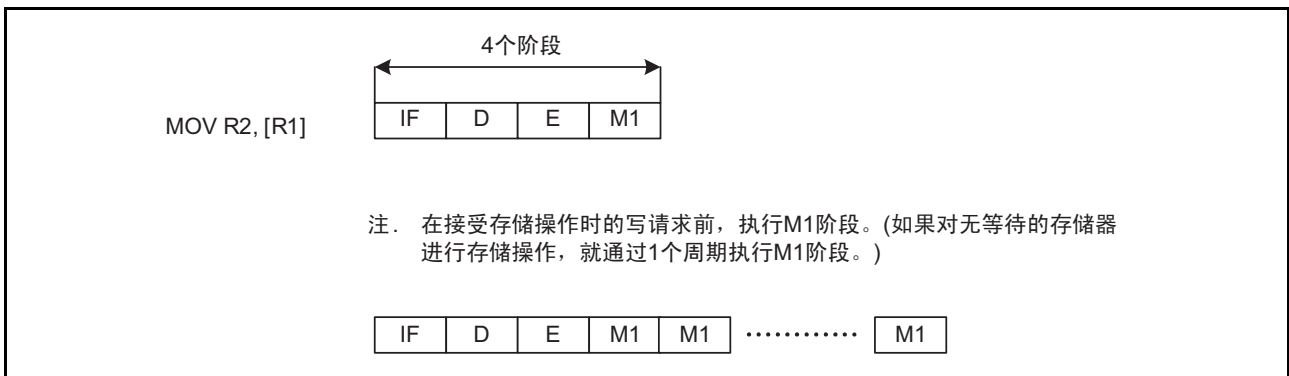 4个阶段
MOV R2, [R1] IF D E M1
注． 在接受存储操作时的写请求前，执行M1阶段。(如果对无等待的存储器
进行存储操作，就通过1个周期执行M1阶段。)
IF D E M1 M1 ………… M1